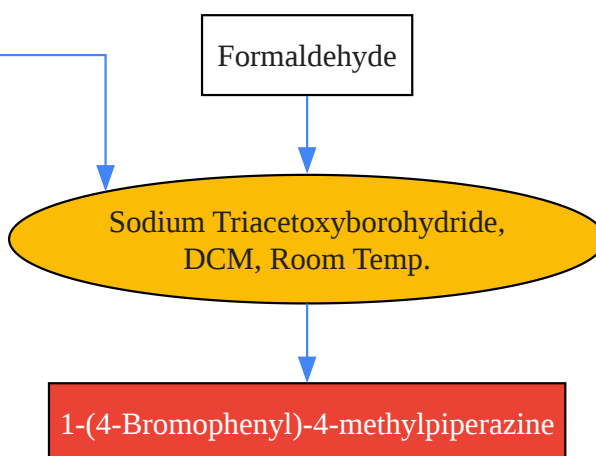 Formaldehyde
Sodium Triacetoxyborohydride,
DCM, Room Temp.
1-(4-Bromophenyl)-4-methylpiperazine